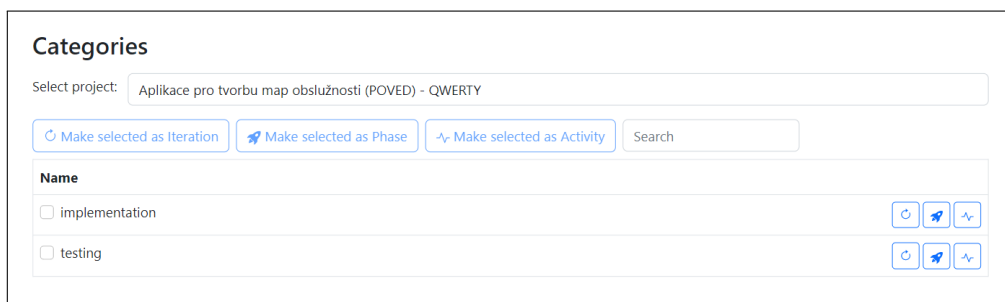 Categories
Select project: Aplikace pro tvorbu map obslužnosti (POVED) - QWERTY
Make selected as Iteration Make selected as Phase Make selected as Activity Search
Name
implementation
testing